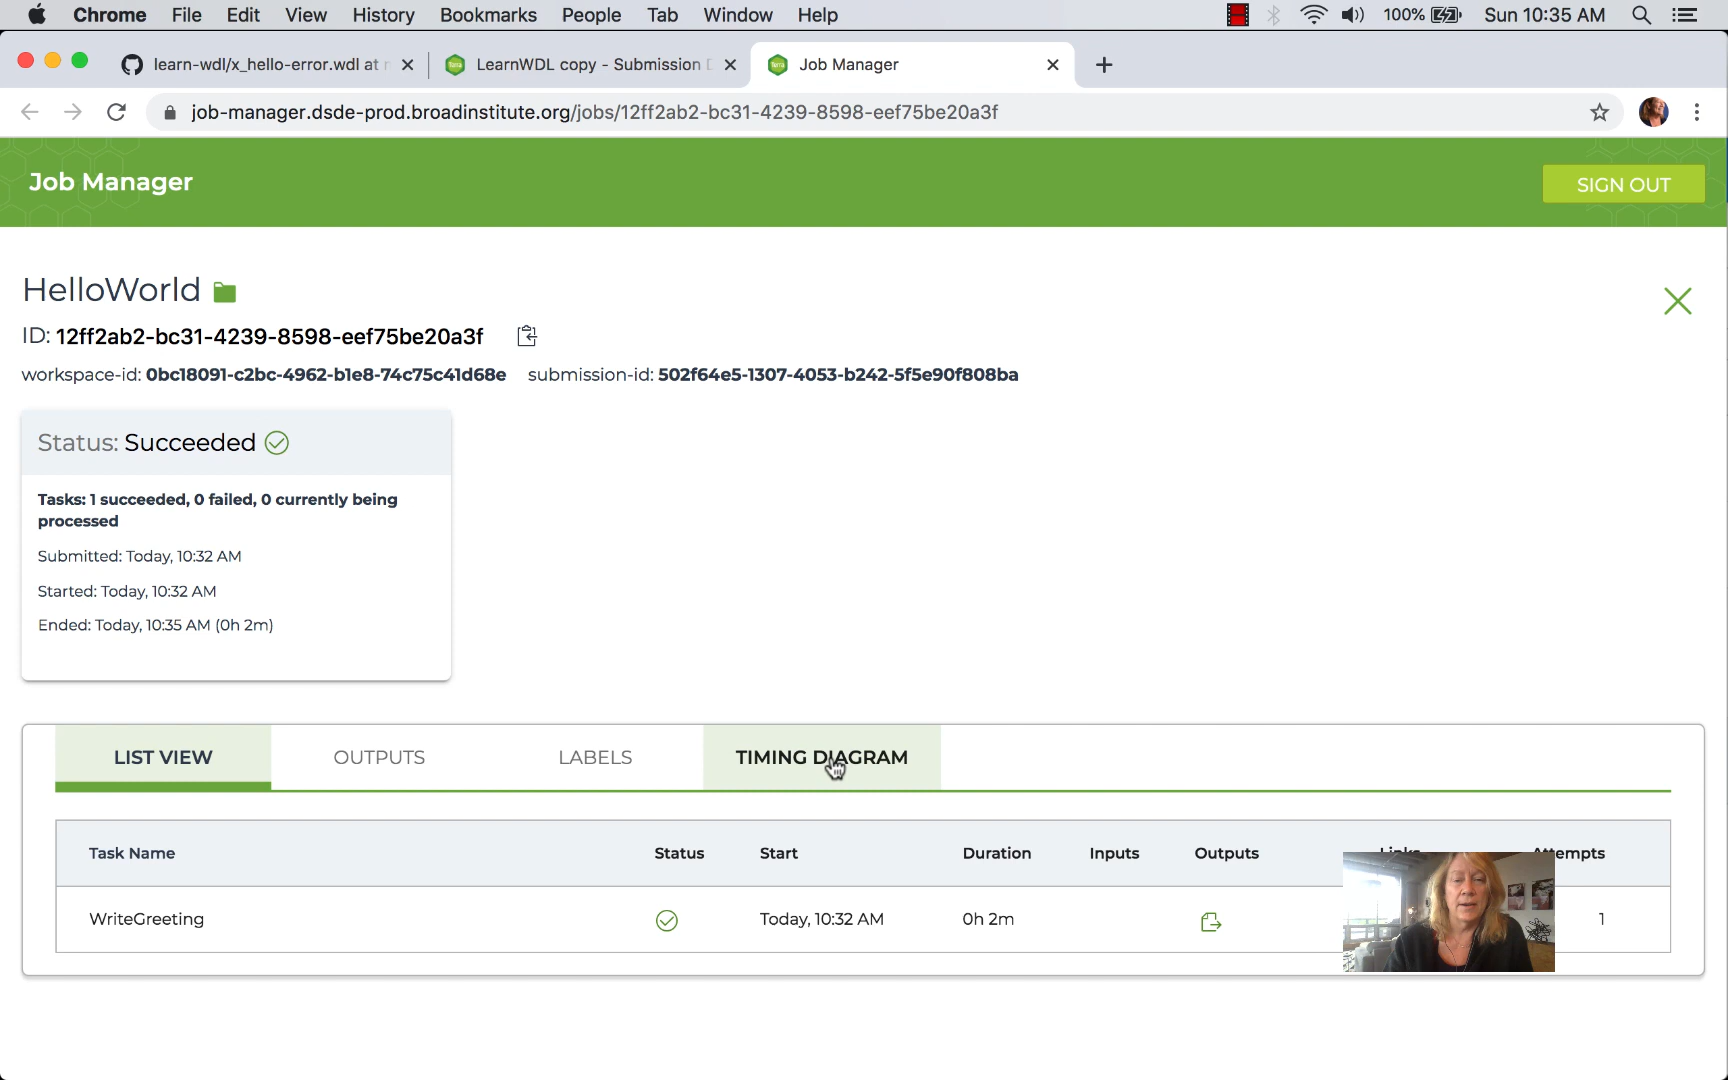 Chrome File Edit View History Bookmarks People Tab Window Help 100% Sun 10:35 AM
learn-wdl/x_hello-error.wdl at LearnWDL copy - Submission Job Manager
job-manager.dsde-prod.broadinstitute.org/jobs/12ff2ab2-bc31-4239-8598-eef75be20a3f
Job Manager SIGN OUT
HelloWorld
ID: 12ff2ab2-bc31-4239-8598-eef75be20a3f
workspace-id: 0bc18091-c2bc-4962-b1e8-74c75c41d68e submission-id: 502f64e5-1307-4053-b242-5f5e90f808ba
Status: Succeeded
Tasks: 1 succeeded, 0 failed, 0 currently being
processed
Submitted: Today, 10:32 AM
Started: Today, 10:32 AM
Ended: Today, 10:35 AM (0h 2m)
LIST VIEW OUTPUTS LABELS TIMING DIAGRAM
Task Name Status Start Duration Inputs Outputs Links Attempts
WriteGreeting Today, 10:32 AM 0h 2m 1